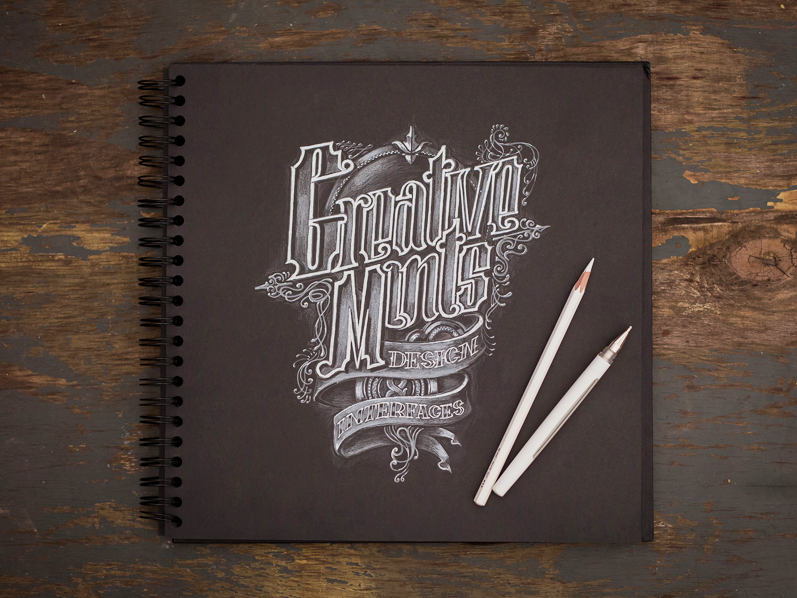 Creative
Mints
DESIGN
&
INTERFACES